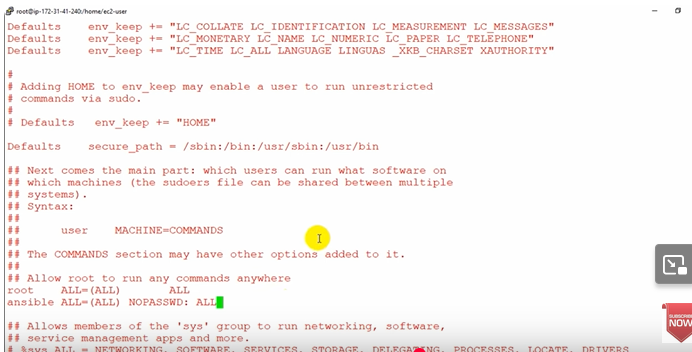 root@ip-172-31-41-240:/home/ec2-user
Defaults    env_keep += "LC_COLLATE LC_IDENTIFICATION LC_MEASUREMENT LC_MESSAGES"
Defaults    env_keep += "LC_MONETARY LC_NAME LC_NUMERIC LC_PAPER LC_TELEPHONE"
Defaults    env_keep += "LC_TIME LC_ALL LANGUAGE LINGUAS _XKB_CHARSET XAUTHORITY"
#
# Adding HOME to env_keep may enable a user to run unrestricted
# commands via sudo.
#
# Defaults   env_keep += "HOME"
Defaults    secure_path = /sbin:/bin:/usr/sbin:/usr/bin
## Next comes the main part: which users can run what software on
## which machines (the sudoers file can be shared between multiple
## systems).
## Syntax:
##
##      user    MACHINE=COMMANDS
##
## The COMMANDS section may have other options added to it.
##
## Allow root to run any commands anywhere
root    ALL=(ALL)       ALL
ansible ALL=(ALL) NOPASSWD: ALL
## Allows members of the 'sys' group to run networking, software,
## service management apps and more.
# %sys ALL = NETWORKING, SOFTWARE, SERVICES, STORAGE, DELEGATING, PROCESSES, LOCATE, DRIVERS
SUBSCRIBE
NOW